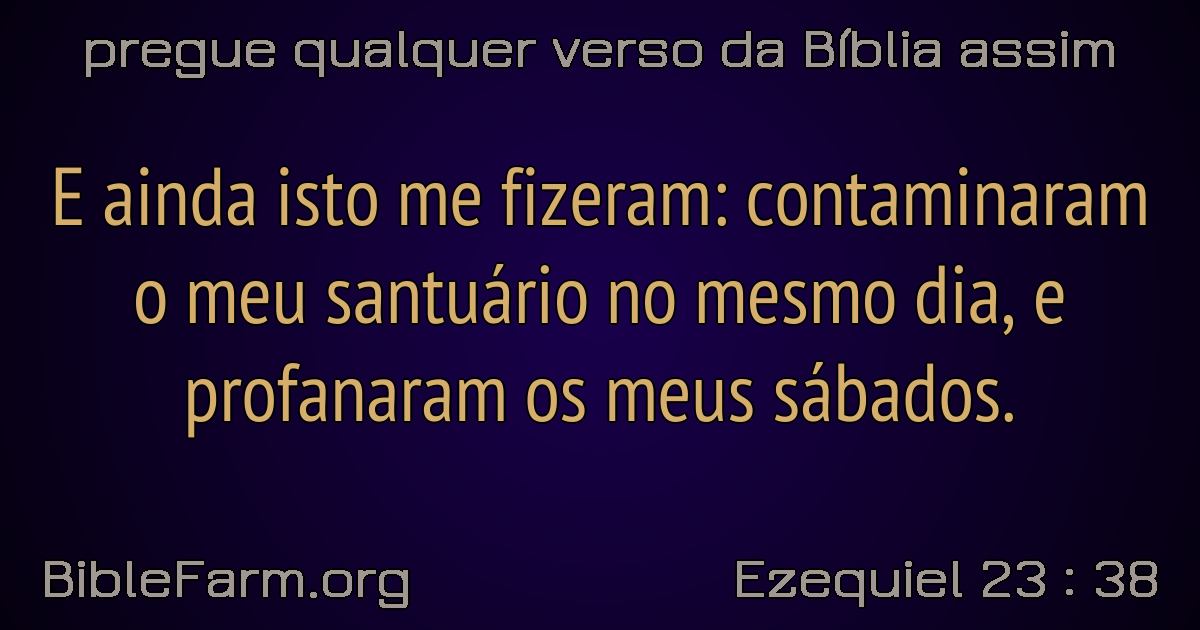 pregue qualquer verso da Bíblia assim
E ainda isto me fizeram: contaminaram
o meu santuário no mesmo dia, e
profanaram os meus sábados.
BibleFarm.org
Ezequiel 23 : 38